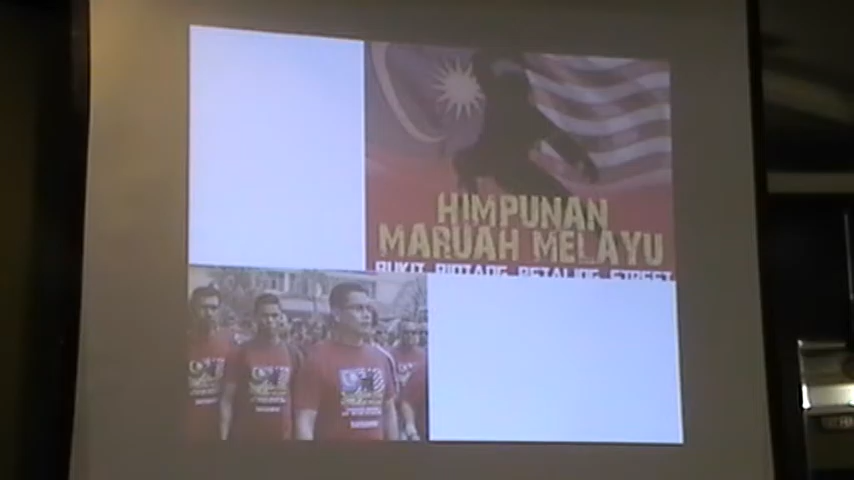 HIMPUNAN
MARUAH MELAYU
BUKIT BINTANG PETALING STREET